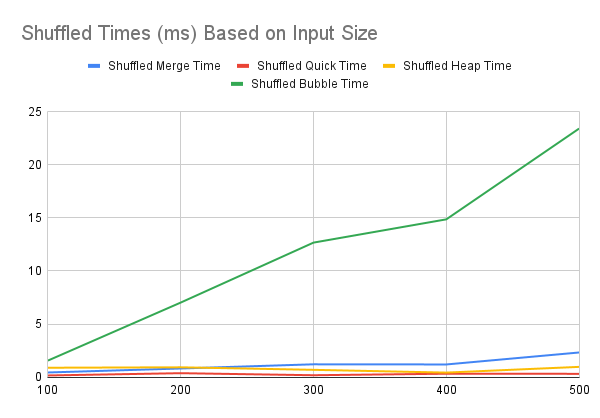 Shuffled Times (ms) Based on Input Size
Shuffled Merge Time Shuffled Quick Time Shuffled Heap Time
Shuffled Bubble Time
25
20
15
10
5
0
100 200 300 400 500